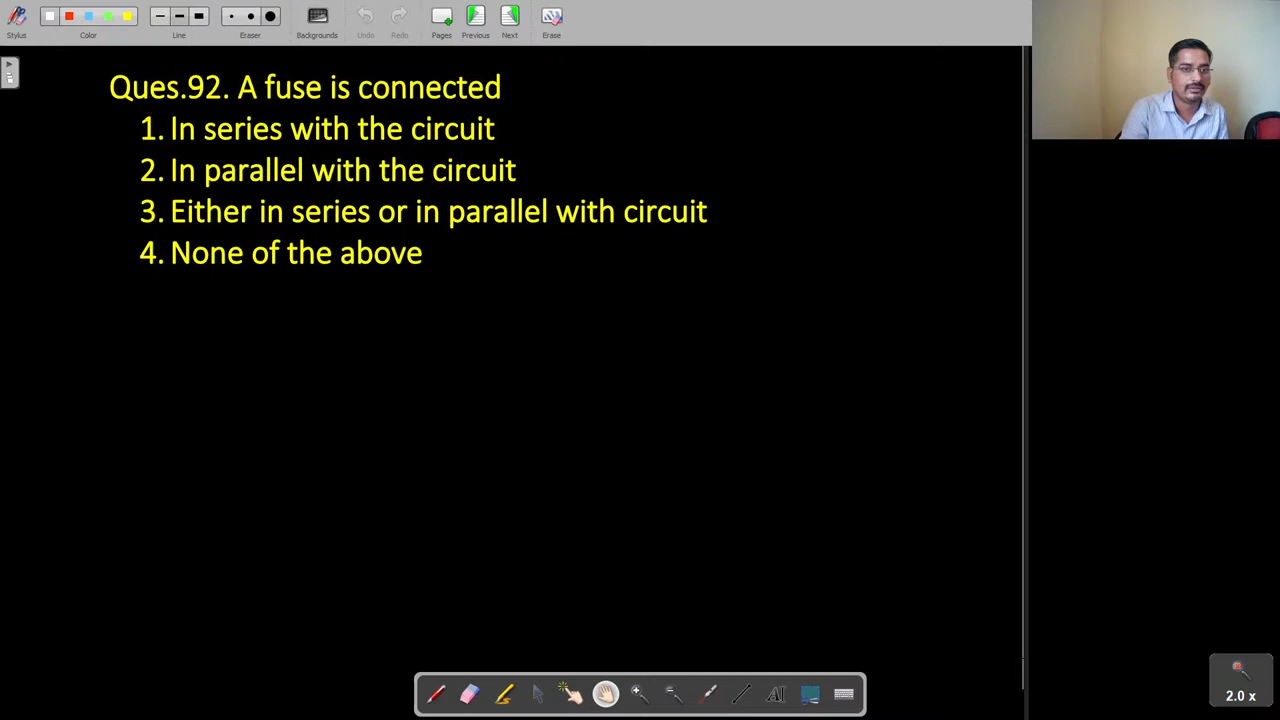 Stylus
Color
Line
Eraser
Backgrounds
Undo
Redo
Pages
Previous
Next
Erase
Ques.92. A fuse is connected
1. In series with the circuit
2. In parallel with the circuit
3. Either in series or in parallel with circuit
4. None of the above
AI
2.0 x